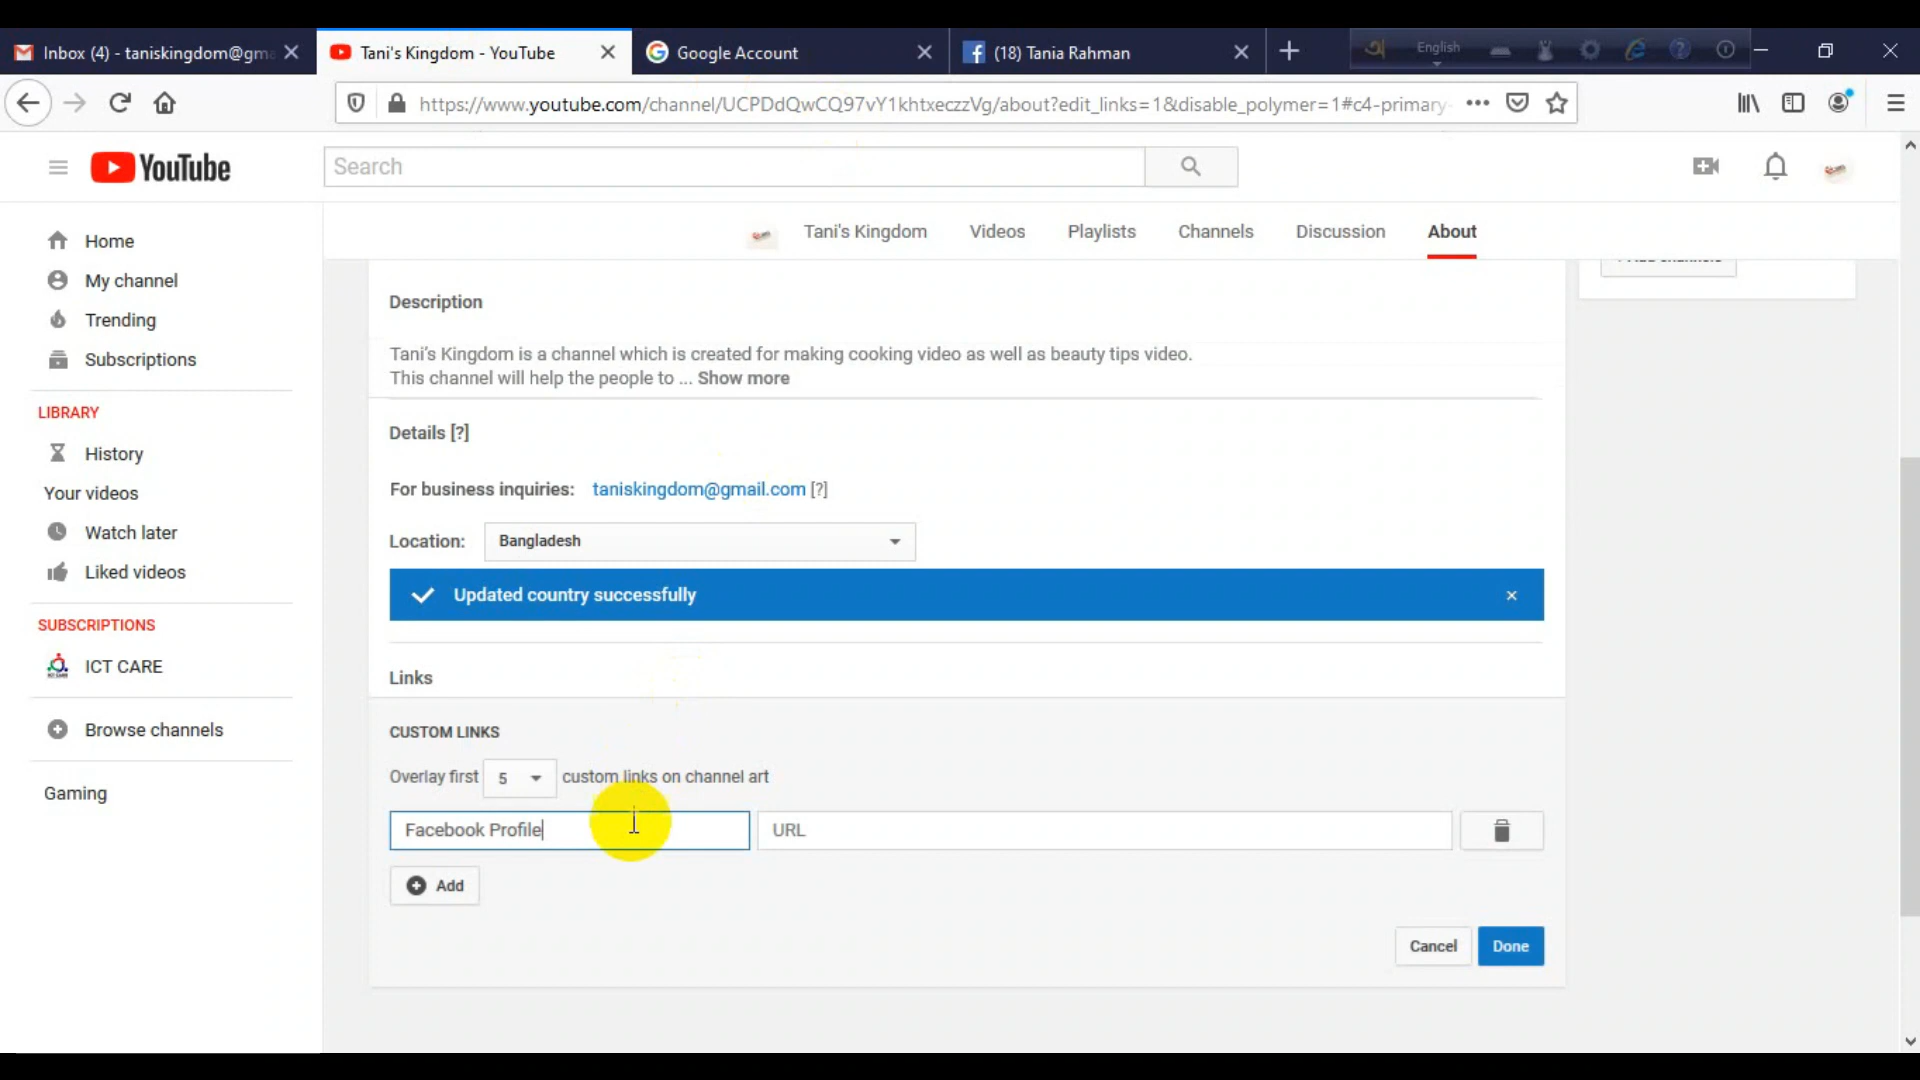 Inbox (4) - taniskingdom@gma
Tani's Kingdom - YouTube
Google Account
(18) Tania Rahman
English
https://www.youtube.com/channel/UCPDdQwCQ97vY1khtxeczzVg/about?edit_links=1&disable_polymer=1#c4-primary-
YouTube
Search
Tani's Kingdom
Videos
Playlists
Channels
Discussion
About
Home
My channel
Trending
Subscriptions
LIBRARY
History
Your videos
Watch later
Liked videos
SUBSCRIPTIONS
ICT CARE
Browse channels
Gaming
Description
Tani's Kingdom is a channel which is created for making cooking video as well as beauty tips video.
This channel will help the people to ... Show more
Details [?]
For business inquiries: taniskingdom@gmail.com [?]
Location: Bangladesh
Updated country successfully
Links
CUSTOM LINKS
Overlay first 5 custom links on channel art
Facebook Profile
URL
Add
Cancel
Done